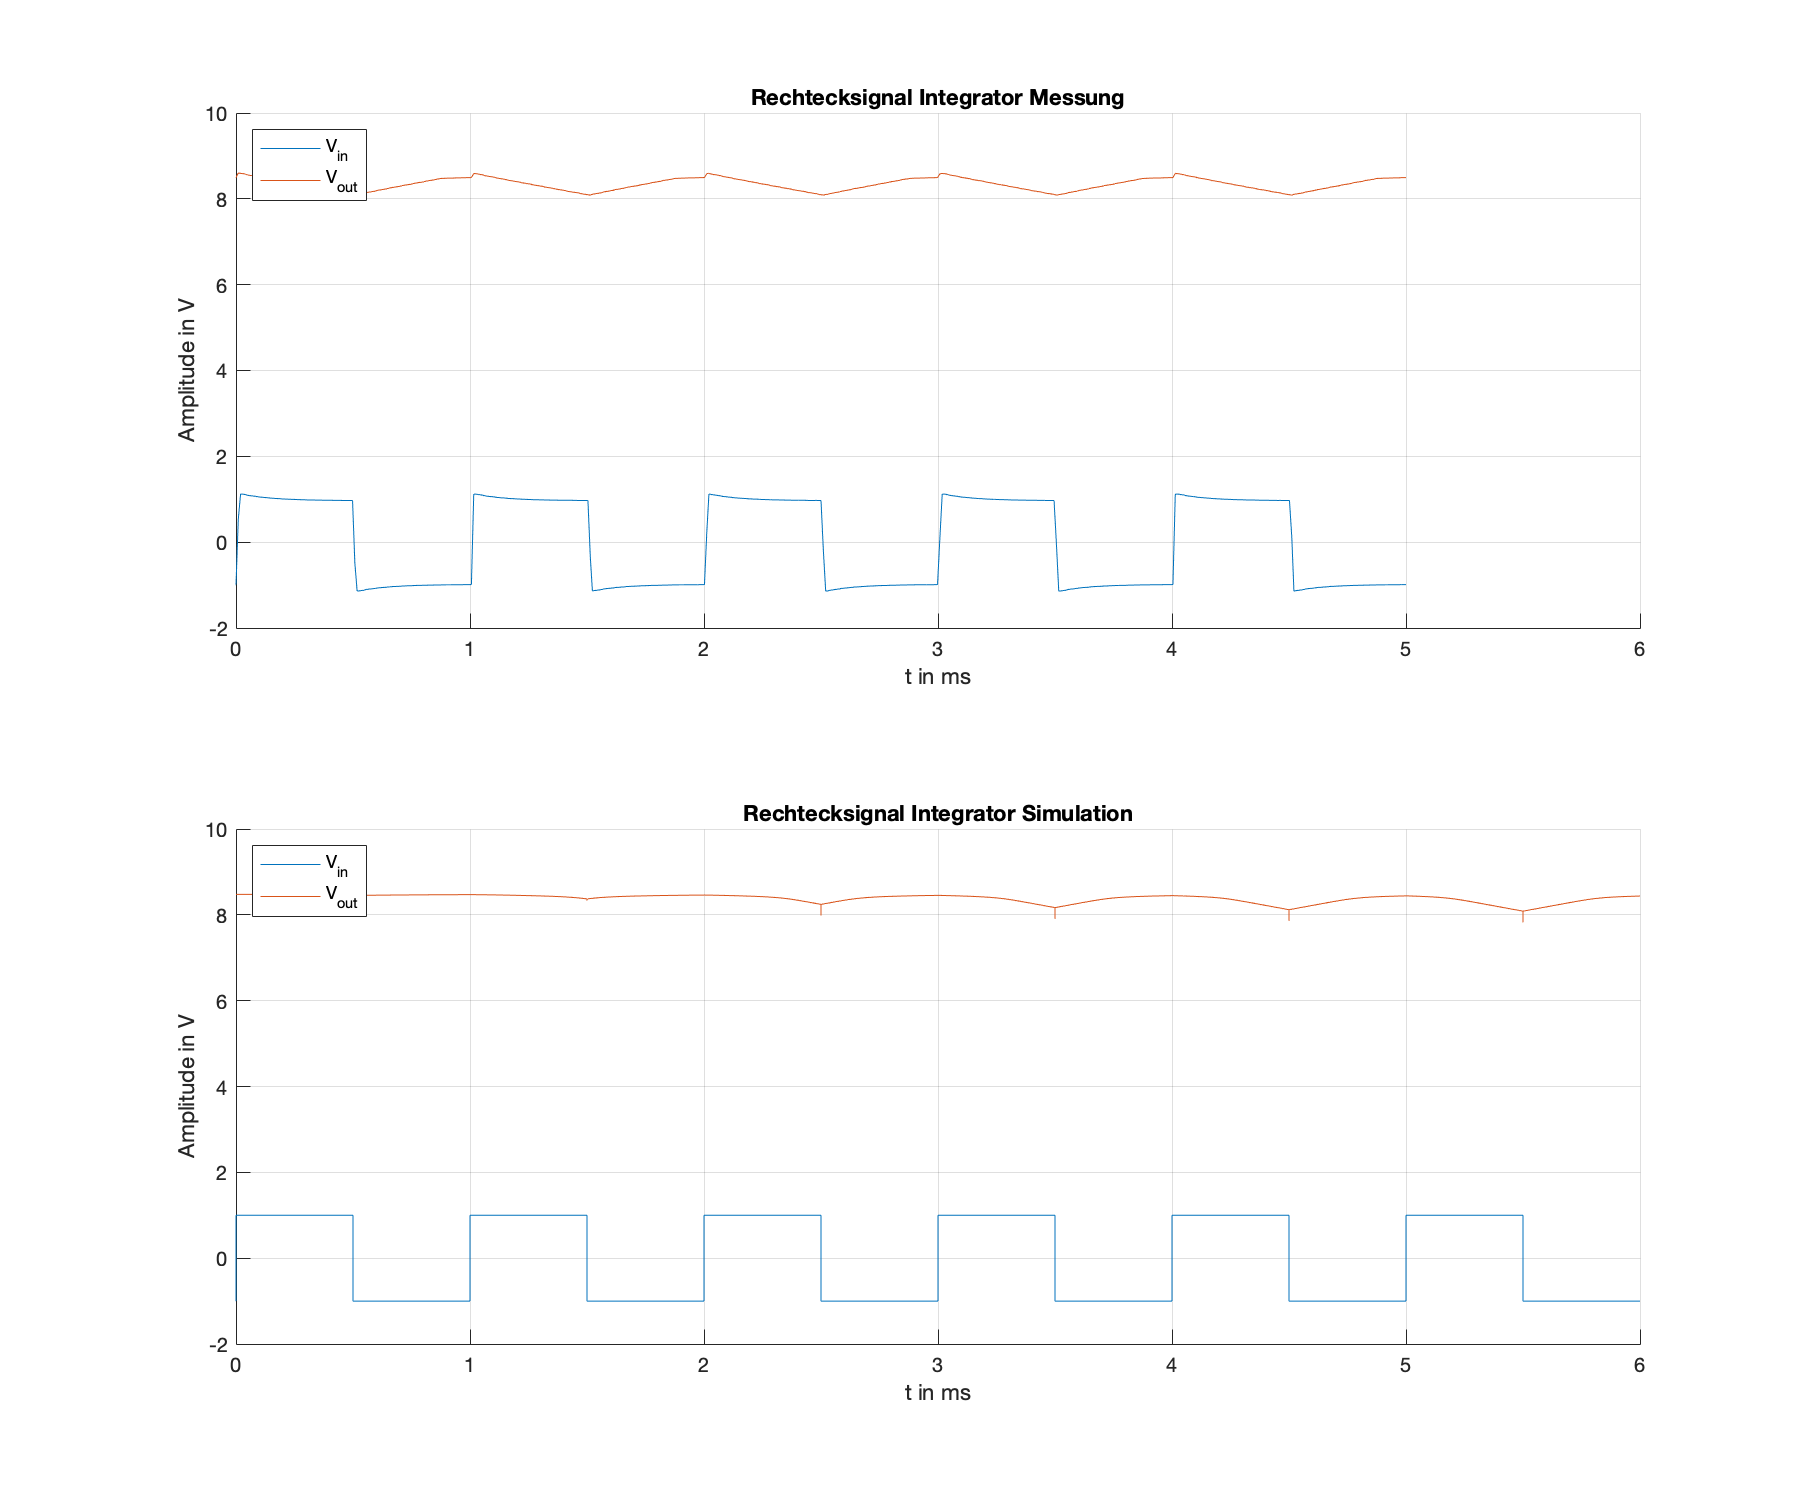 Rechtecksignal Integrator Messung
10
8
6
4
2
0
-2
Amplitude in V
V_in
V_out
0 1 2 3 4 5 6
t in ms
Rechtecksignal Integrator Simulation
10
8
6
4
2
0
-2
Amplitude in V
V_in
V_out
0 1 2 3 4 5 6
t in ms